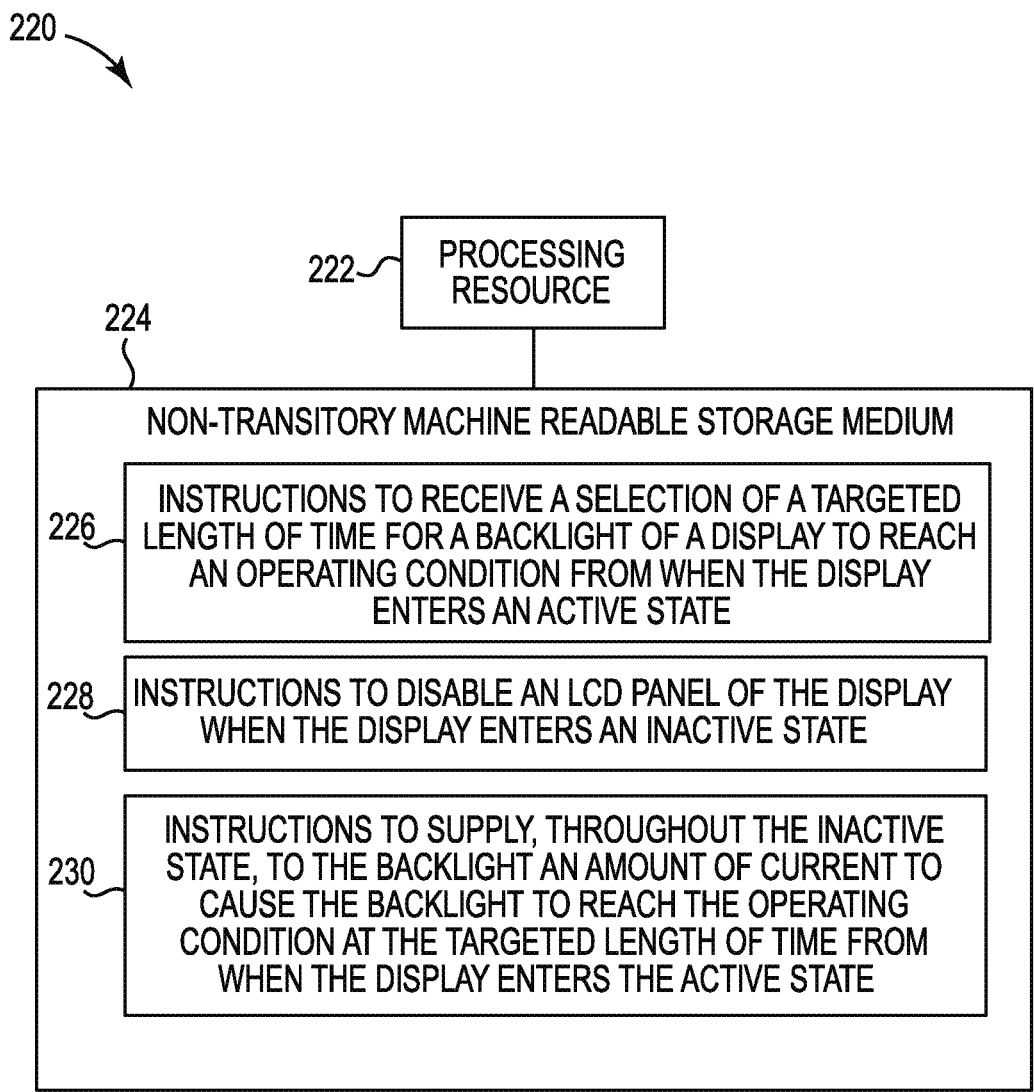 220
PROCESSING
RESOURCE
222
224
NON-TRANSITORY MACHINE READABLE STORAGE MEDIUM
226
INSTRUCTIONS TO RECEIVE A SELECTION OF A TARGETED
LENGTH OF TIME FOR A BACKLIGHT OF A DISPLAY TO REACH
AN OPERATING CONDITION FROM WHEN THE DISPLAY
ENTERS AN ACTIVE STATE
228
INSTRUCTIONS TO DISABLE AN LCD PANEL OF THE DISPLAY
WHEN THE DISPLAY ENTERS AN INACTIVE STATE
230
INSTRUCTIONS TO SUPPLY, THROUGHOUT THE INACTIVE
STATE, TO THE BACKLIGHT AN AMOUNT OF CURRENT TO
CAUSE THE BACKLIGHT TO REACH THE OPERATING
CONDITION AT THE TARGETED LENGTH OF TIME FROM
WHEN THE DISPLAY ENTERS THE ACTIVE STATE